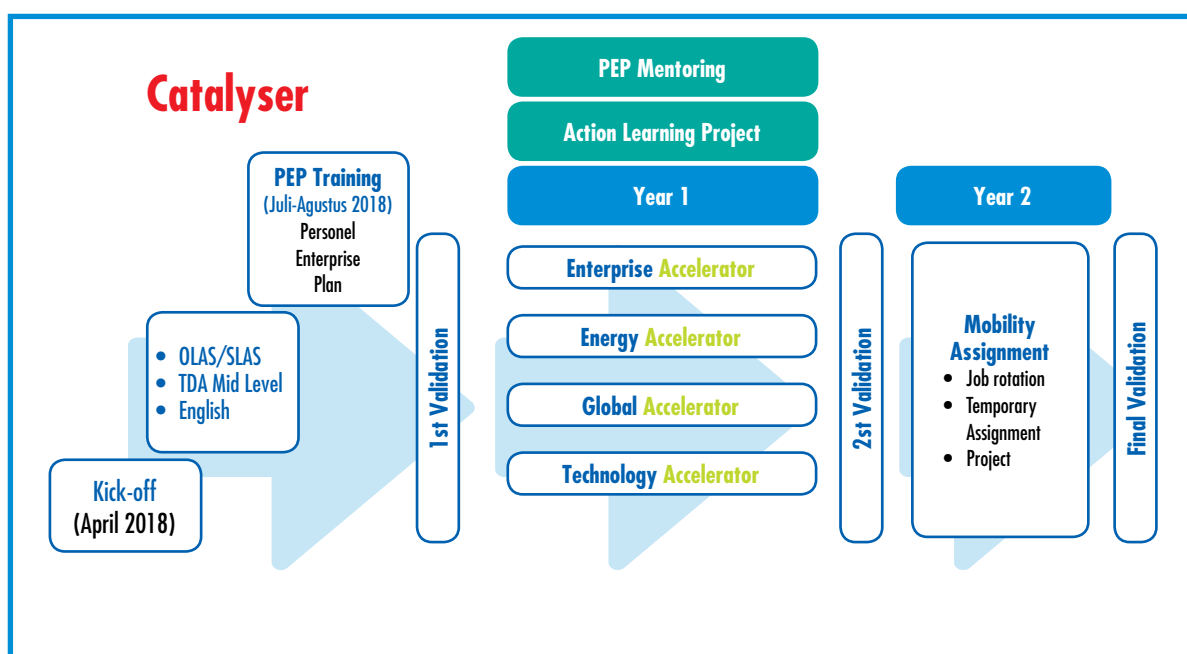 Catalyser
Kick-off
(April 2018)
• OLAS/SLAS
• TDA Mid Level
• English
PEP Training
(Juli-Agustus 2018)
Personel
Enterprise
Plan
1st Validation
PEP Mentoring
Action Learning Project
Year 1
Enterprise Accelerator
Energy Accelerator
Global Accelerator
Technology Accelerator
2st Validation
Year 2
Mobility
Assignment
• Job rotation
• Temporary
Assignment
• Project
Final Validation